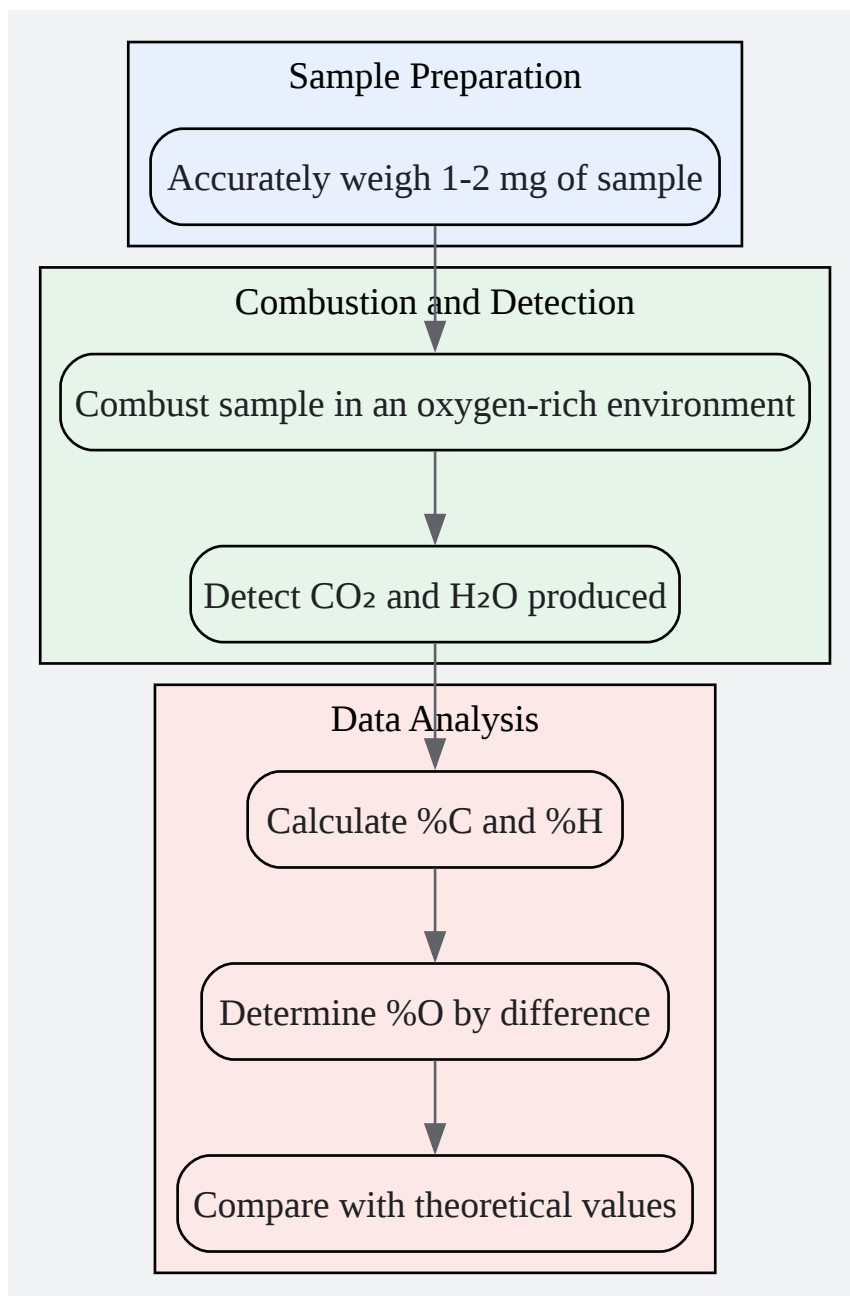 Sample Preparation
Accurately weigh 1-2 mg of sample
Combustion and Detection
Combust sample in an oxygen-rich environment
Detect CO₂ and H₂O produced
Data Analysis
Calculate %C and %H
Determine %O by difference
Compare with theoretical values